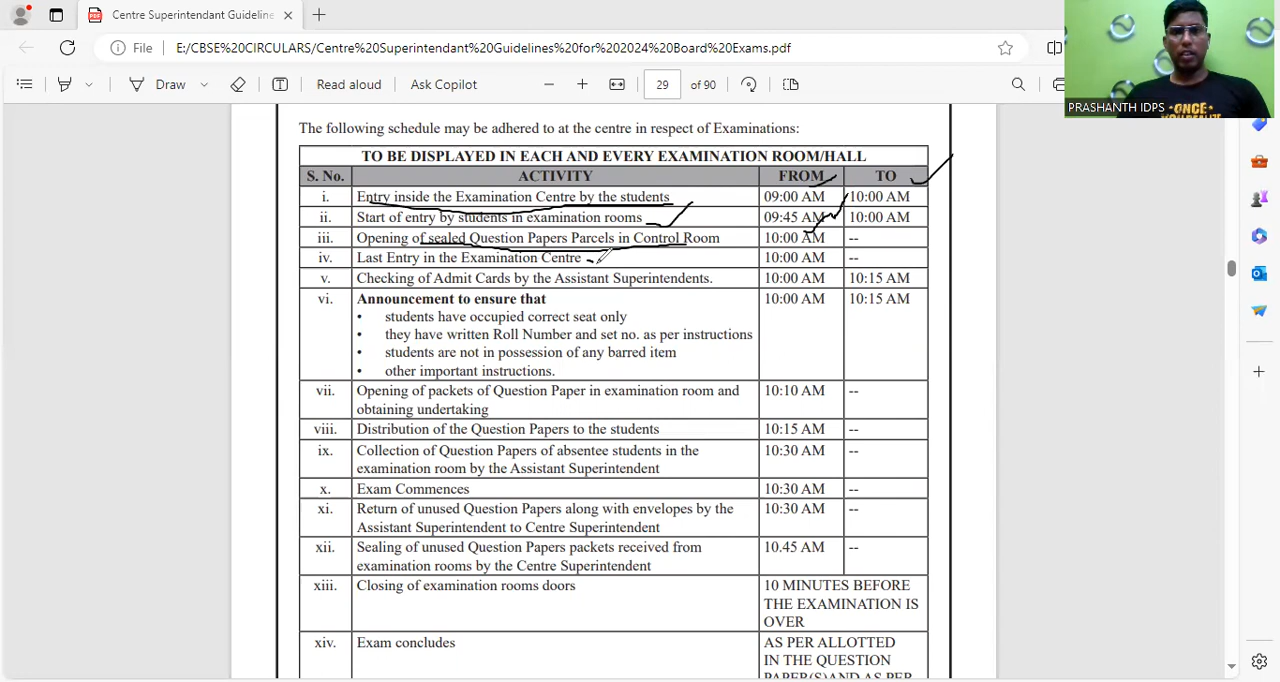 Centre Superintendant Guideline
File
E:/CBSE%20CIRCULARS/Centre%20Superintendant%20Guidelines%20for%202024%20Board%20Exams.pdf
Draw
Read aloud
Ask Copilot
29
of 90
PRASHANTH IDPS
The following schedule may be adhered to at the centre in respect of Examinations:
TO BE DISPLAYED IN EACH AND EVERY EXAMINATION ROOM/HALL
S. No. ACTIVITY FROM TO
i. Entry inside the Examination Centre by the students 09:00 AM 10:00 AM
ii. Start of entry by students in examination rooms 09:45 AM 10:00 AM
iii. Opening of sealed Question Papers Parcels in Control Room 10:00 AM --
iv. Last Entry in the Examination Centre 10:00 AM --
v. Checking of Admit Cards by the Assistant Superintendents. 10:00 AM 10:15 AM
vi. Announcement to ensure that 10:00 AM 10:15 AM
• students have occupied correct seat only
• they have written Roll Number and set no. as per instructions
• students are not in possession of any barred item
• other important instructions.
vii. Opening of packets of Question Paper in examination room and 10:10 AM --
obtaining undertaking
viii. Distribution of the Question Papers to the students 10:15 AM --
ix. Collection of Question Papers of absentee students in the 10:30 AM --
examination room by the Assistant Superintendent
x. Exam Commences 10:30 AM --
xi. Return of unused Question Papers along with envelopes by the 10:30 AM --
Assistant Superintendent to Centre Superintendent
xii. Sealing of unused Question Papers packets received from 10.45 AM --
examination rooms by the Centre Superintendent
xiii. Closing of examination rooms doors 10 MINUTES BEFORE
THE EXAMINATION IS
OVER
xiv. Exam concludes AS PER ALLOTTED
IN THE QUESTION
PAPER(S)AND AS PER